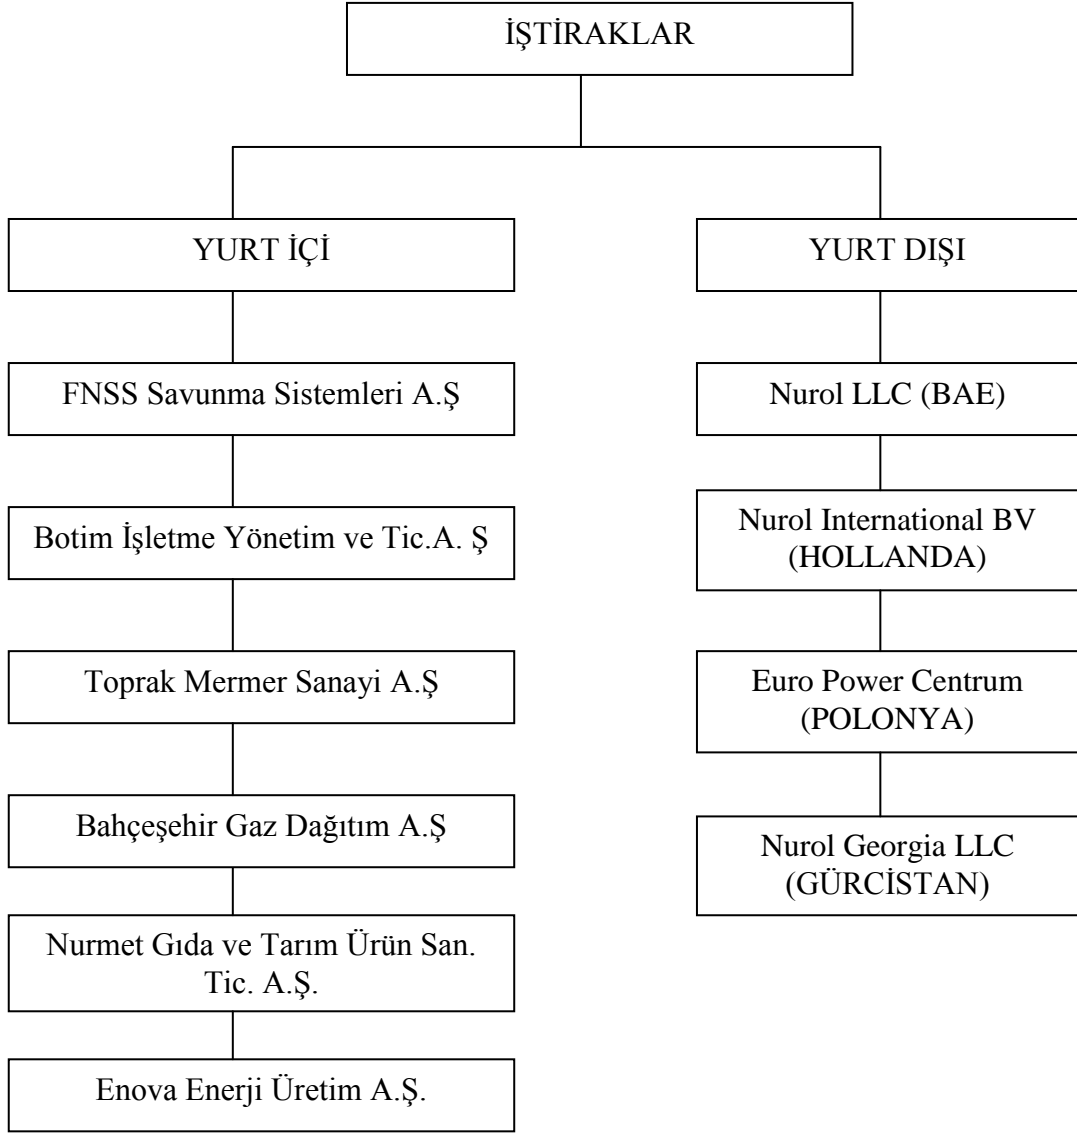 İŞTİRAKLAR
YURT İÇİ
FNSS Savunma Sistemleri A.Ş
Botim İşletme Yönetim ve Tic.A. Ş
Toprak Mermer Sanayi A.Ş
Bahçeşehir Gaz Dağıtım A.Ş
Nurmet Gıda ve Tarım Ürün San.
Tic. A.Ş.
Enova Enerji Üretim A.Ş.
YURT DIŞI
Nurol LLC (BAE)
Nurol International BV
(HOLLANDA)
Euro Power Centrum
(POLONYA)
Nurol Georgia LLC
(GÜRCİSTAN)